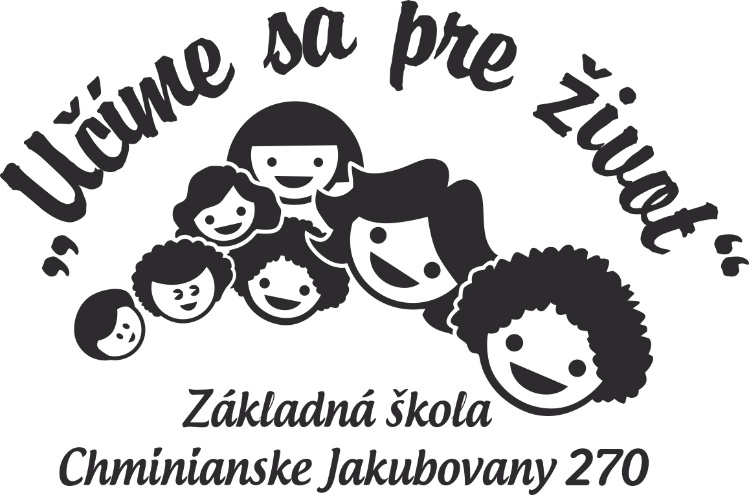 „Učíme sa pre život“
Základná škola
Chminianske Jakubovany 270